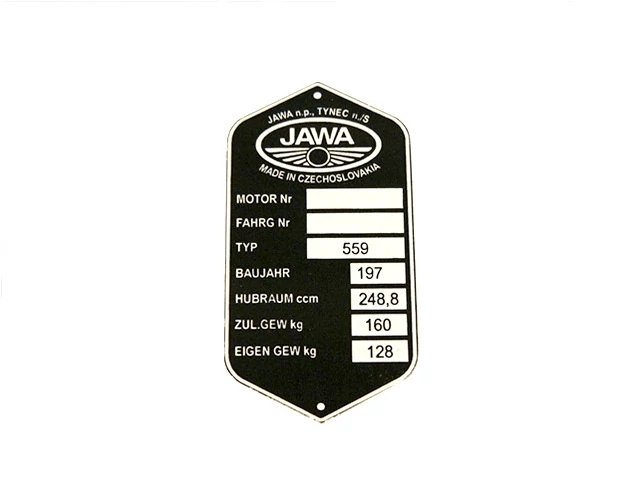 JAWA n.p., TYNEC n./S
JAWA
MADE IN CZECHOSLOVAKIA
MOTOR Nr
FAHRG Nr
TYP 559
BAUJAHR 197
HUBRAUM ccm 248,8
ZUL.GEW kg 160
EIGEN GEW kg 128